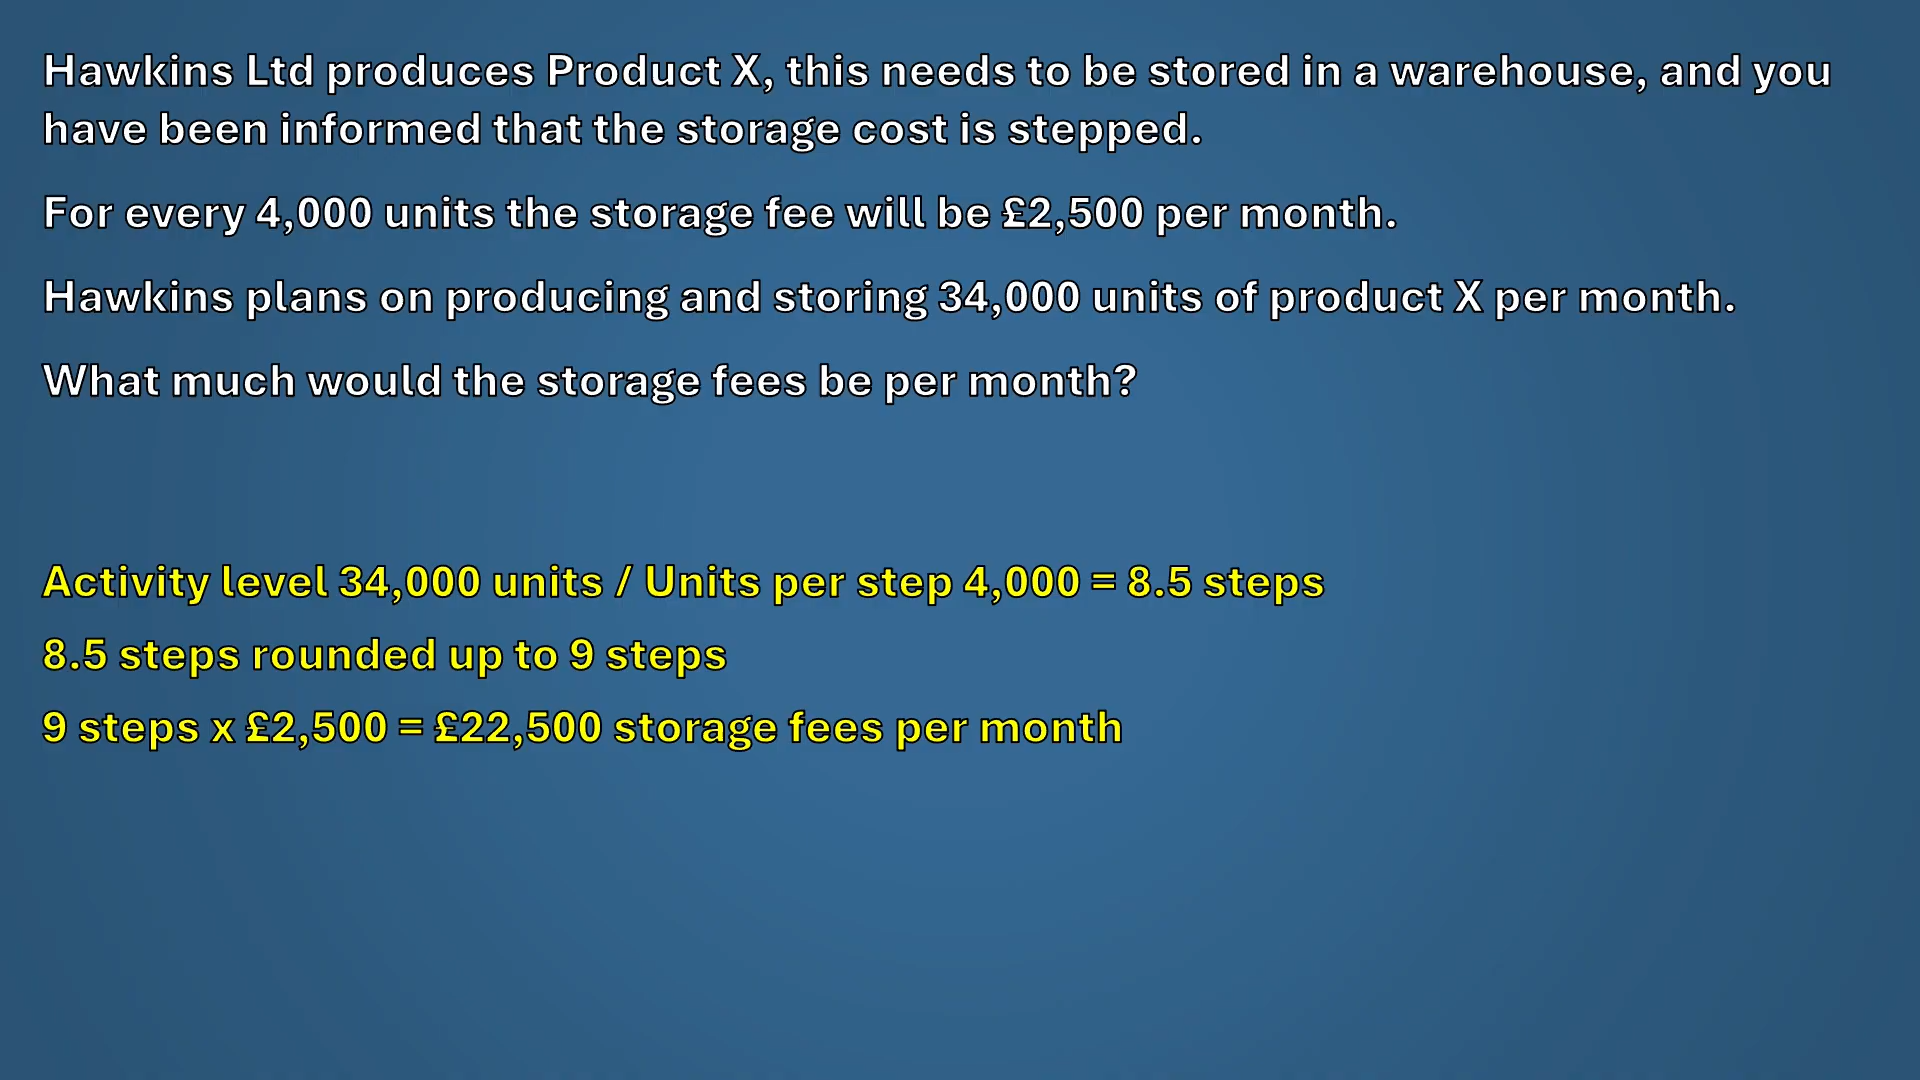 Hawkins Ltd produces Product X, this needs to be stored in a warehouse, and you
have been informed that the storage cost is stepped.
For every 4,000 units the storage fee will be £2,500 per month.
Hawkins plans on producing and storing 34,000 units of product X per month.
What much would the storage fees be per month?
Activity level 34,000 units / Units per step 4,000 = 8.5 steps
8.5 steps rounded up to 9 steps
9 steps x £2,500 = £22,500 storage fees per month